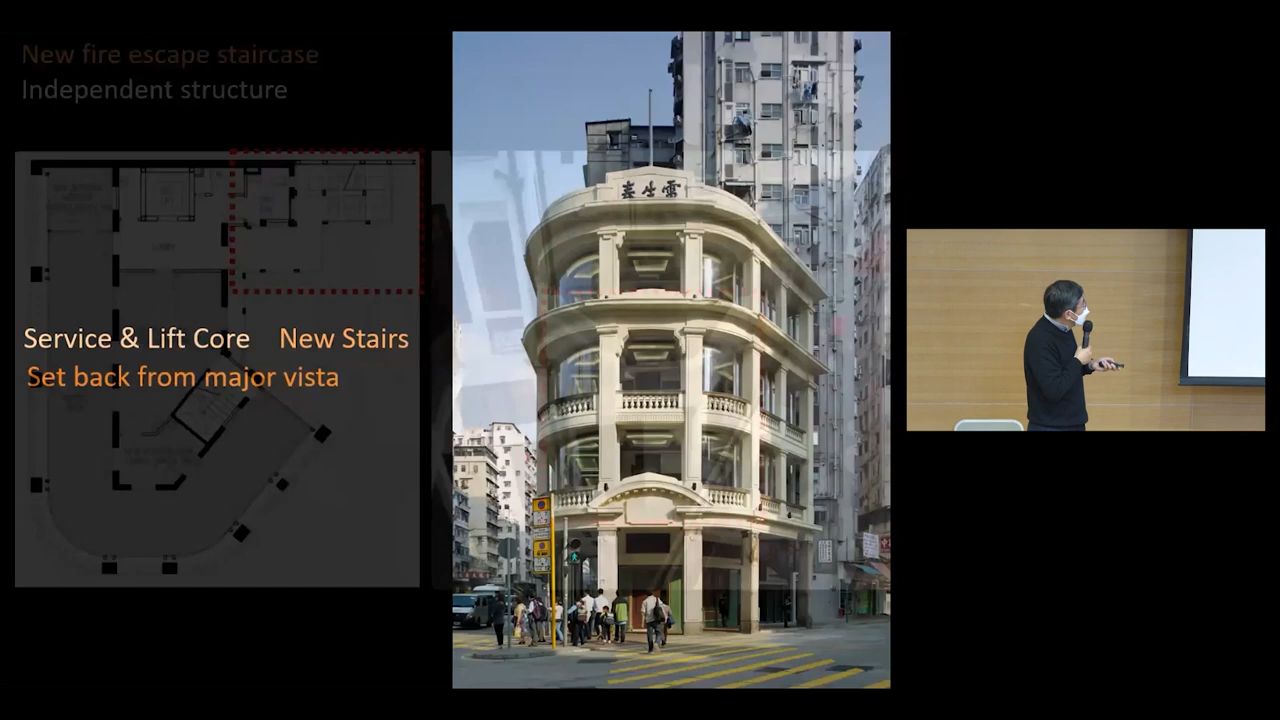 New fire escape staircase
Independent structure
Service & Lift Core New Stairs
Set back from major vista
春生雷